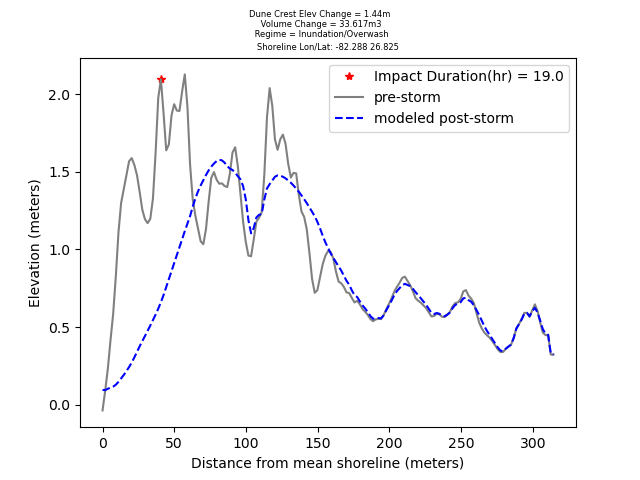 Dune Crest Elev Change = 1.44m
Volume Change = 33.617m3
Regime = Inundation/Overwash
Shoreline Lon/Lat: -82.288 26.825
Impact Duration(hr) = 19.0
pre-storm
modeled post-storm
Elevation (meters)
2.0
1.5
1.0
0.5
0.0
0 50 100 150 200 250 300
Distance from mean shoreline (meters)